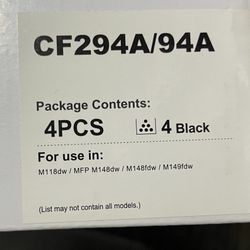 CF294A/94A
Package Contents:
4PCS 4 Black
For use in:
M118dw / MFP M148dw / M148fdw / M149fdw
(List may not contain all models.)